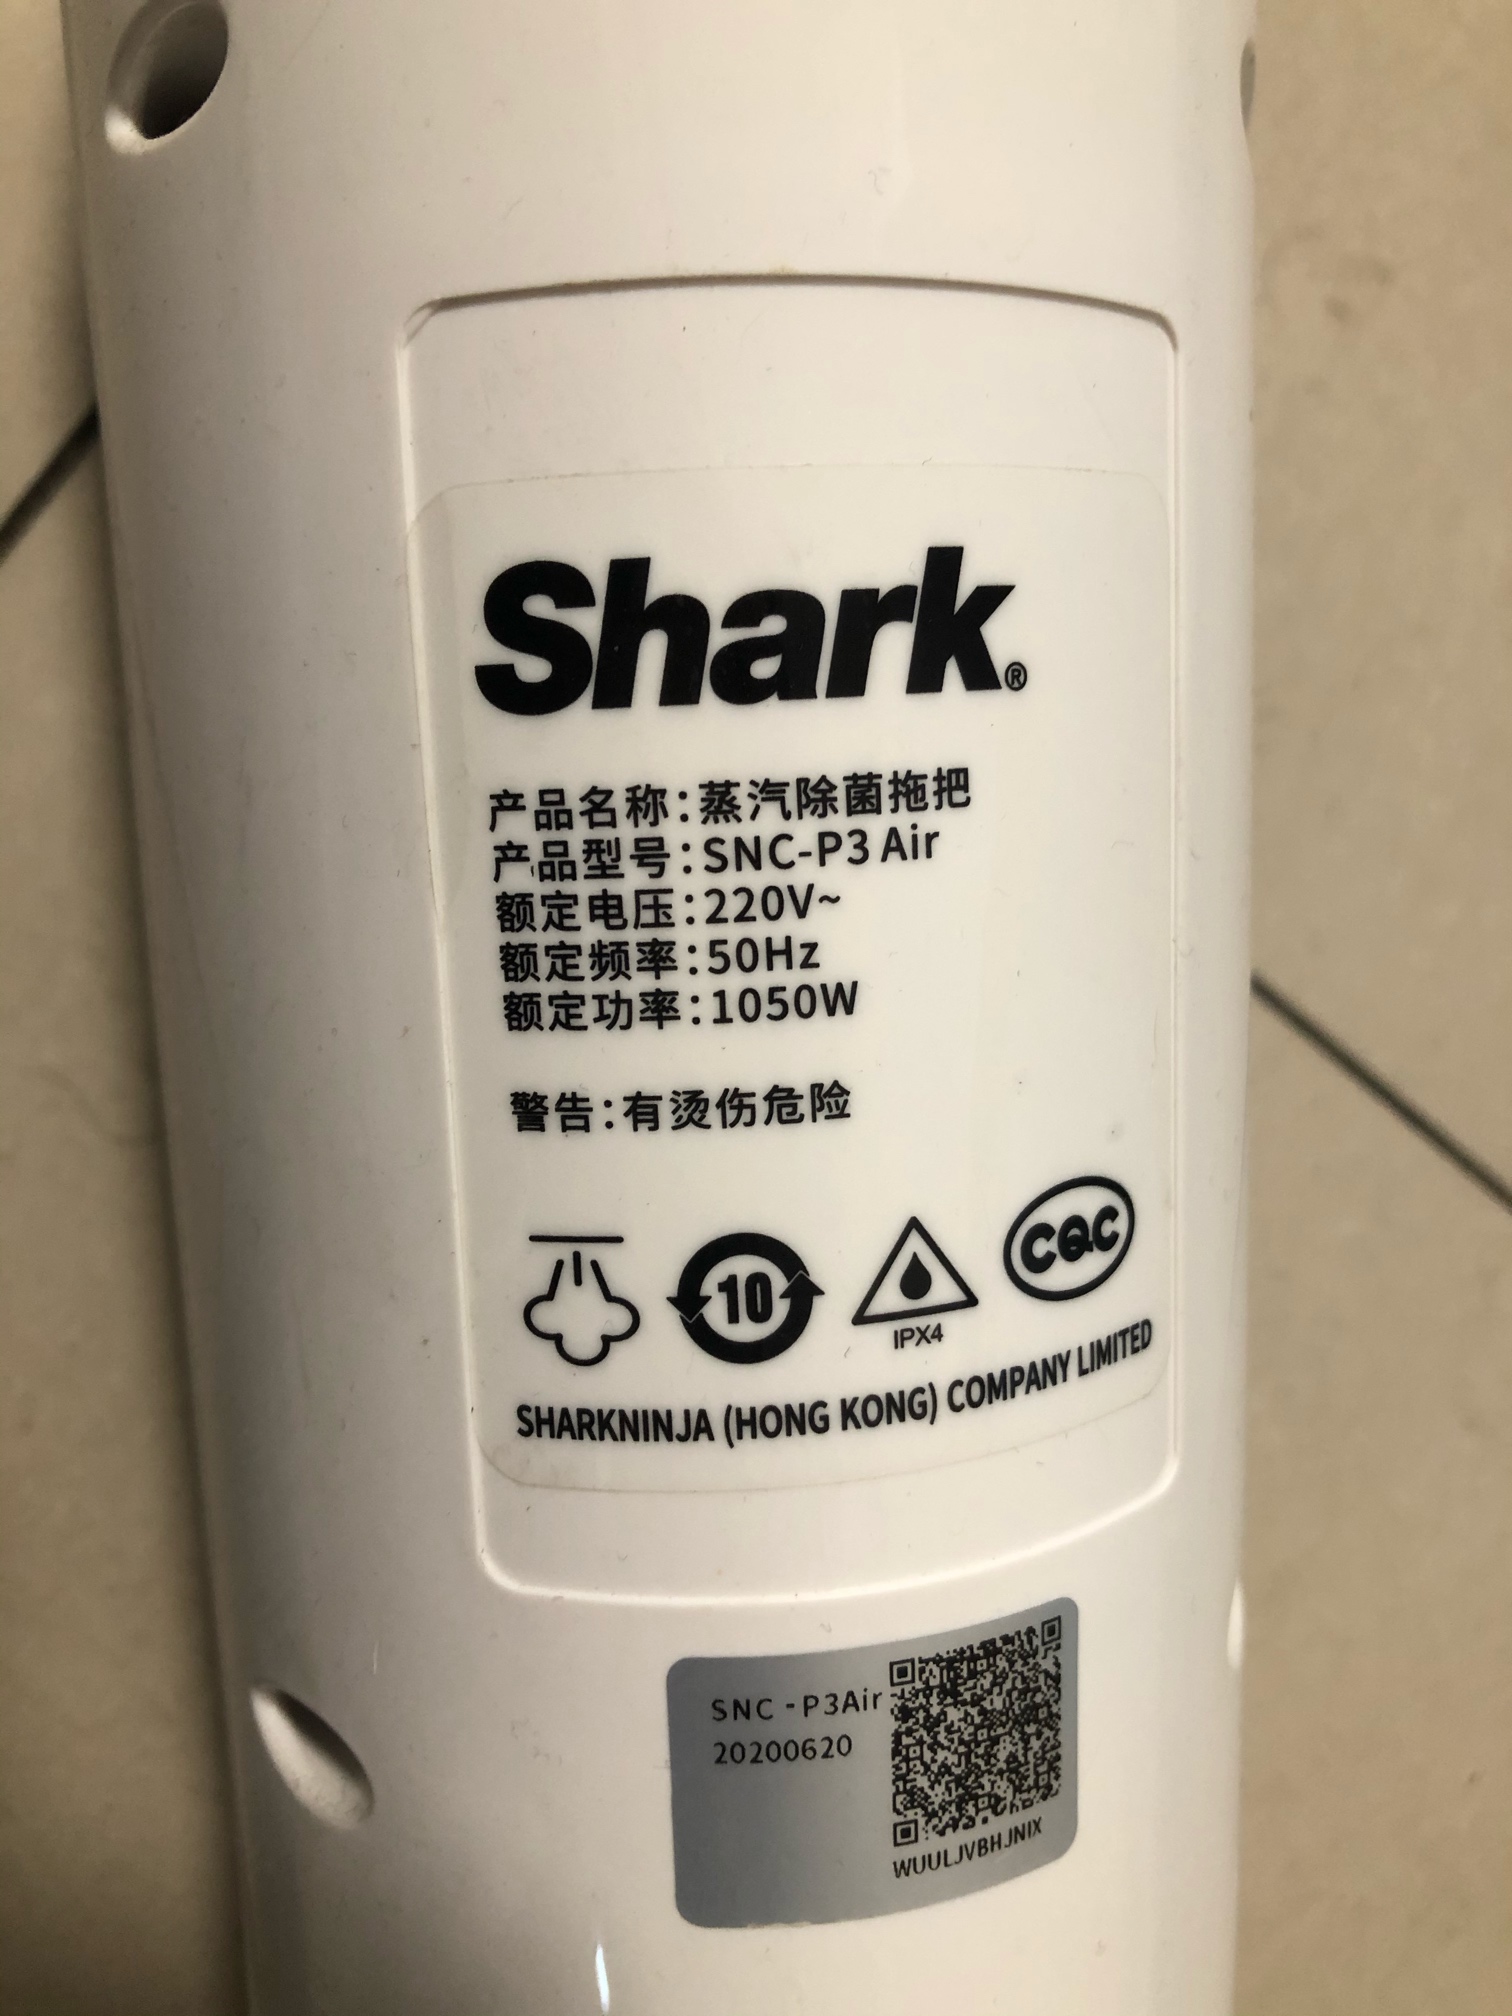 Shark®
产品名称：蒸汽除菌拖把
产品型号：SNC-P3 Air
额定电压：220V~
额定频率：50Hz
额定功率：1050W
警告：有烫伤危险
10
IPX4
CQC
SHARKNINJA (HONG KONG) COMPANY LIMITED
SNC -P3Air
20200620
WUULJVBHJNIX